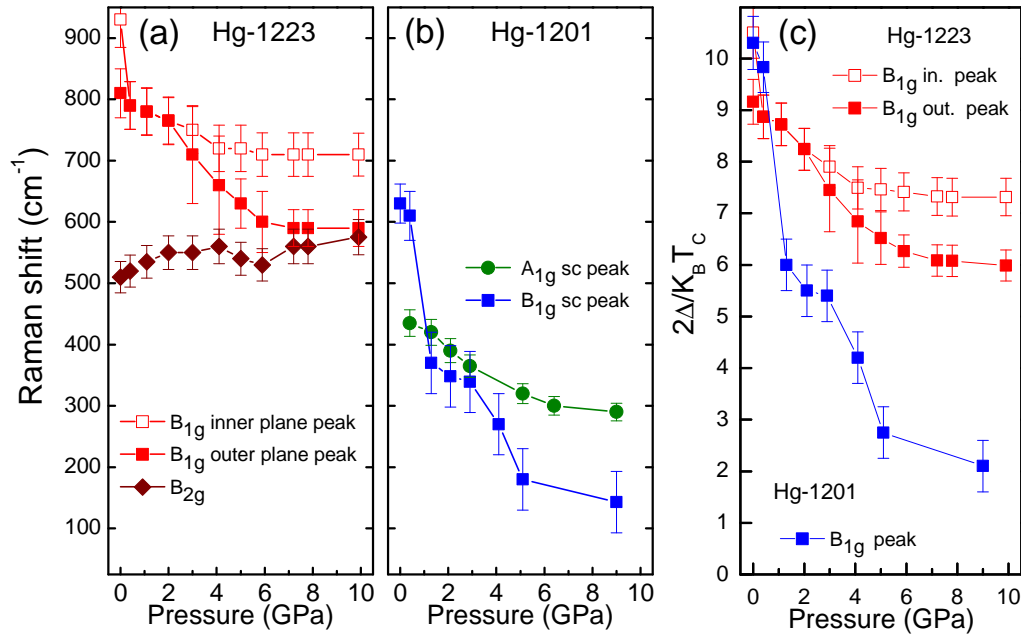 (a) Hg-1223
900
800
700
600
500
400
300
200
100
Raman shift (cm⁻¹)
B1g inner plane peak
B1g outer plane peak
B2g
0 2 4 6 8 10
Pressure (GPa)
(b) Hg-1201
A1g sc peak
B1g sc peak
0 2 4 6 8 10
Pressure (GPa)
(c) Hg-1223
B1g in. peak
B1g out. peak
10
9
8
7
6
5
4
3
2
1
0
2Δ/KBTC
Hg-1201
B1g peak
0 2 4 6 8 10
Pressure (GPa)